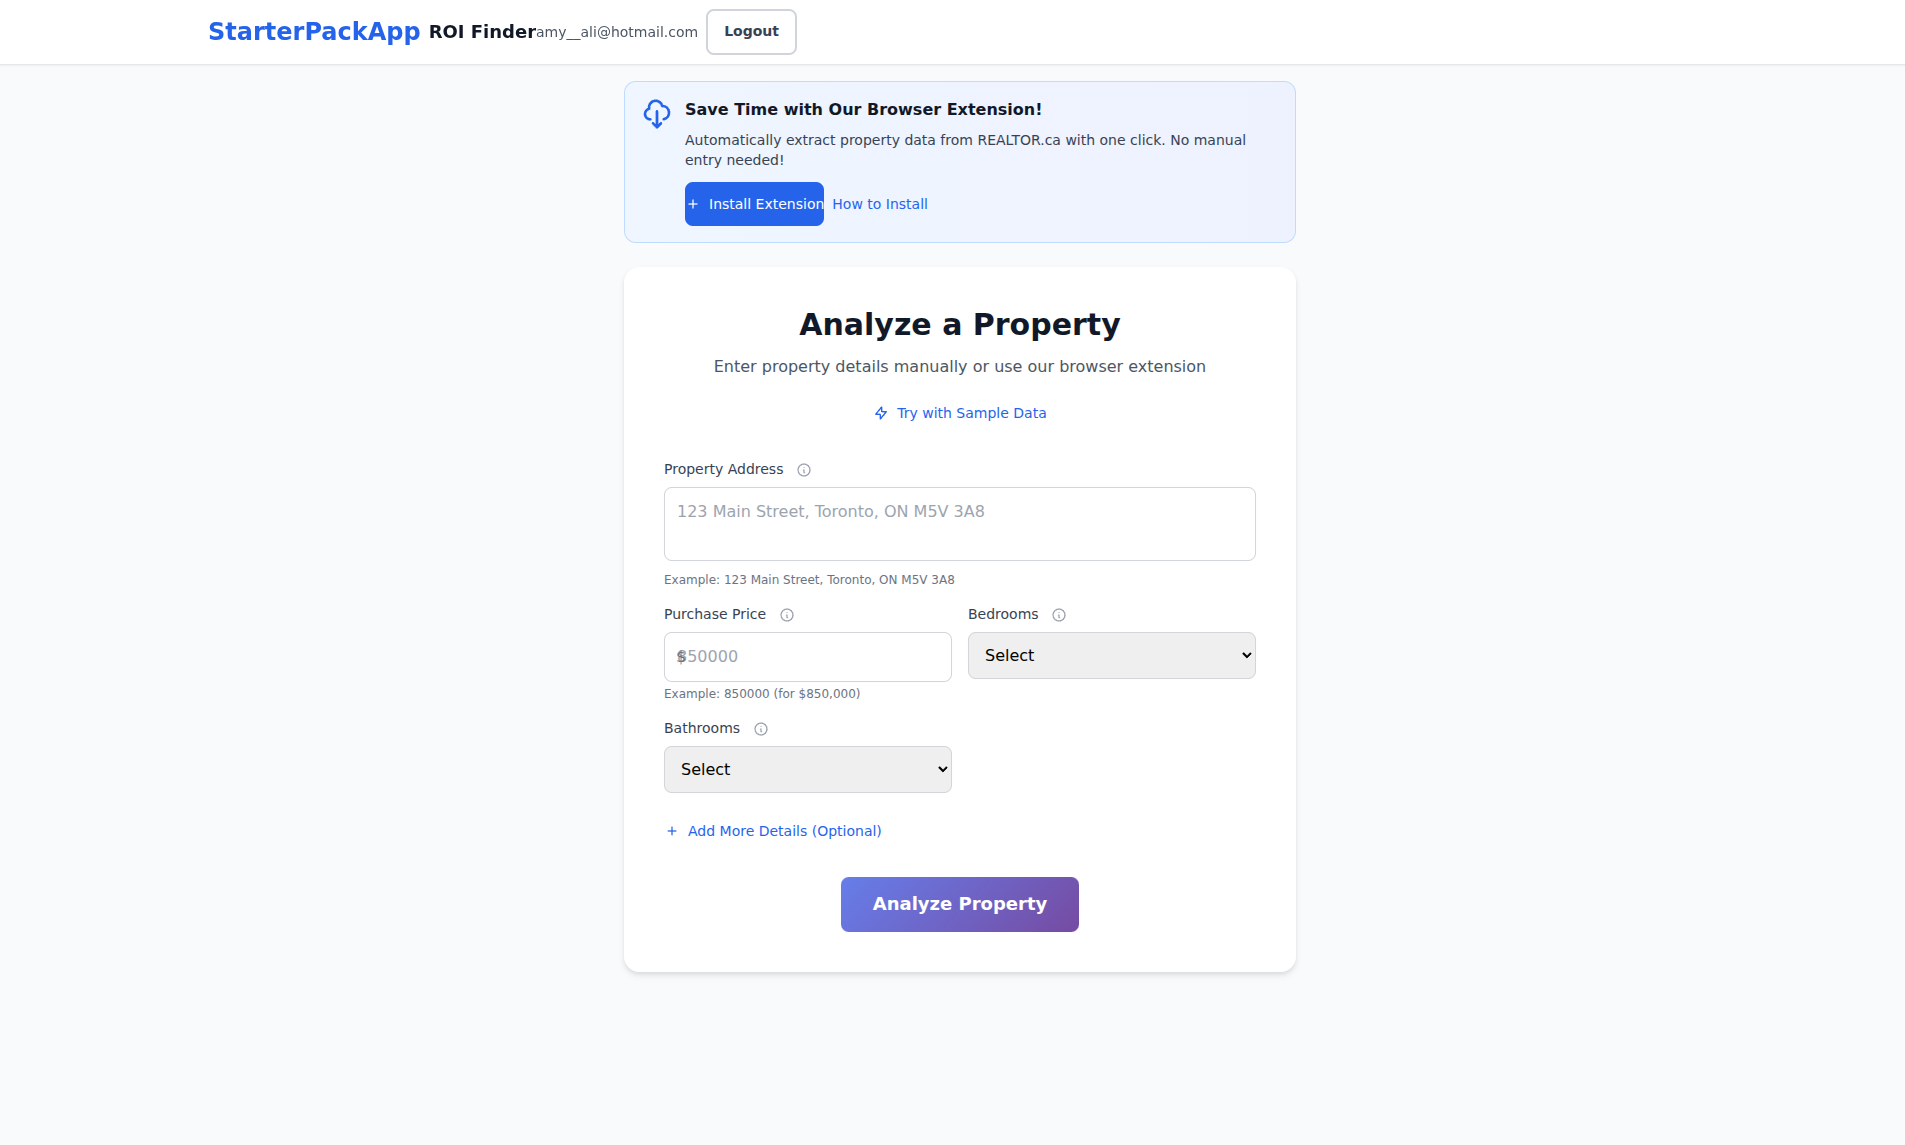 StarterPackApp ROI Finder amy__ali@hotmail.com Logout
Save Time with Our Browser Extension!
Automatically extract property data from REALTOR.ca with one click. No manual
entry needed!
+ Install Extension How to Install
Analyze a Property
Enter property details manually or use our browser extension
Try with Sample Data
Property Address
123 Main Street, Toronto, ON M5V 3A8
Example: 123 Main Street, Toronto, ON M5V 3A8
Purchase Price Bedrooms
$850000 Select
Example: 850000 (for $850,000)
Bathrooms
Select
+ Add More Details (Optional)
Analyze Property